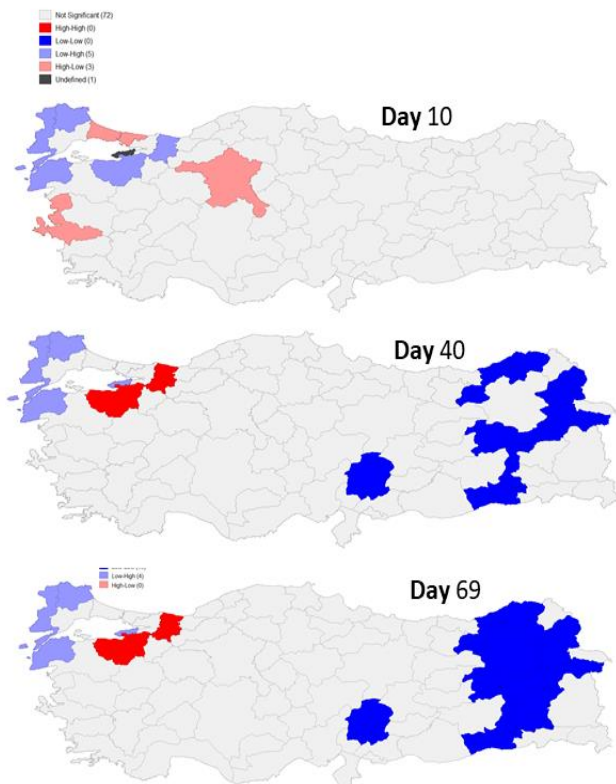 Not Significant (72)
High-High (0)
Low-Low (0)
Low-High (5)
High-Low (3)
Undefined (1)
Day 10
Day 40
Day 69
Low-High (4)
High-Low (0)